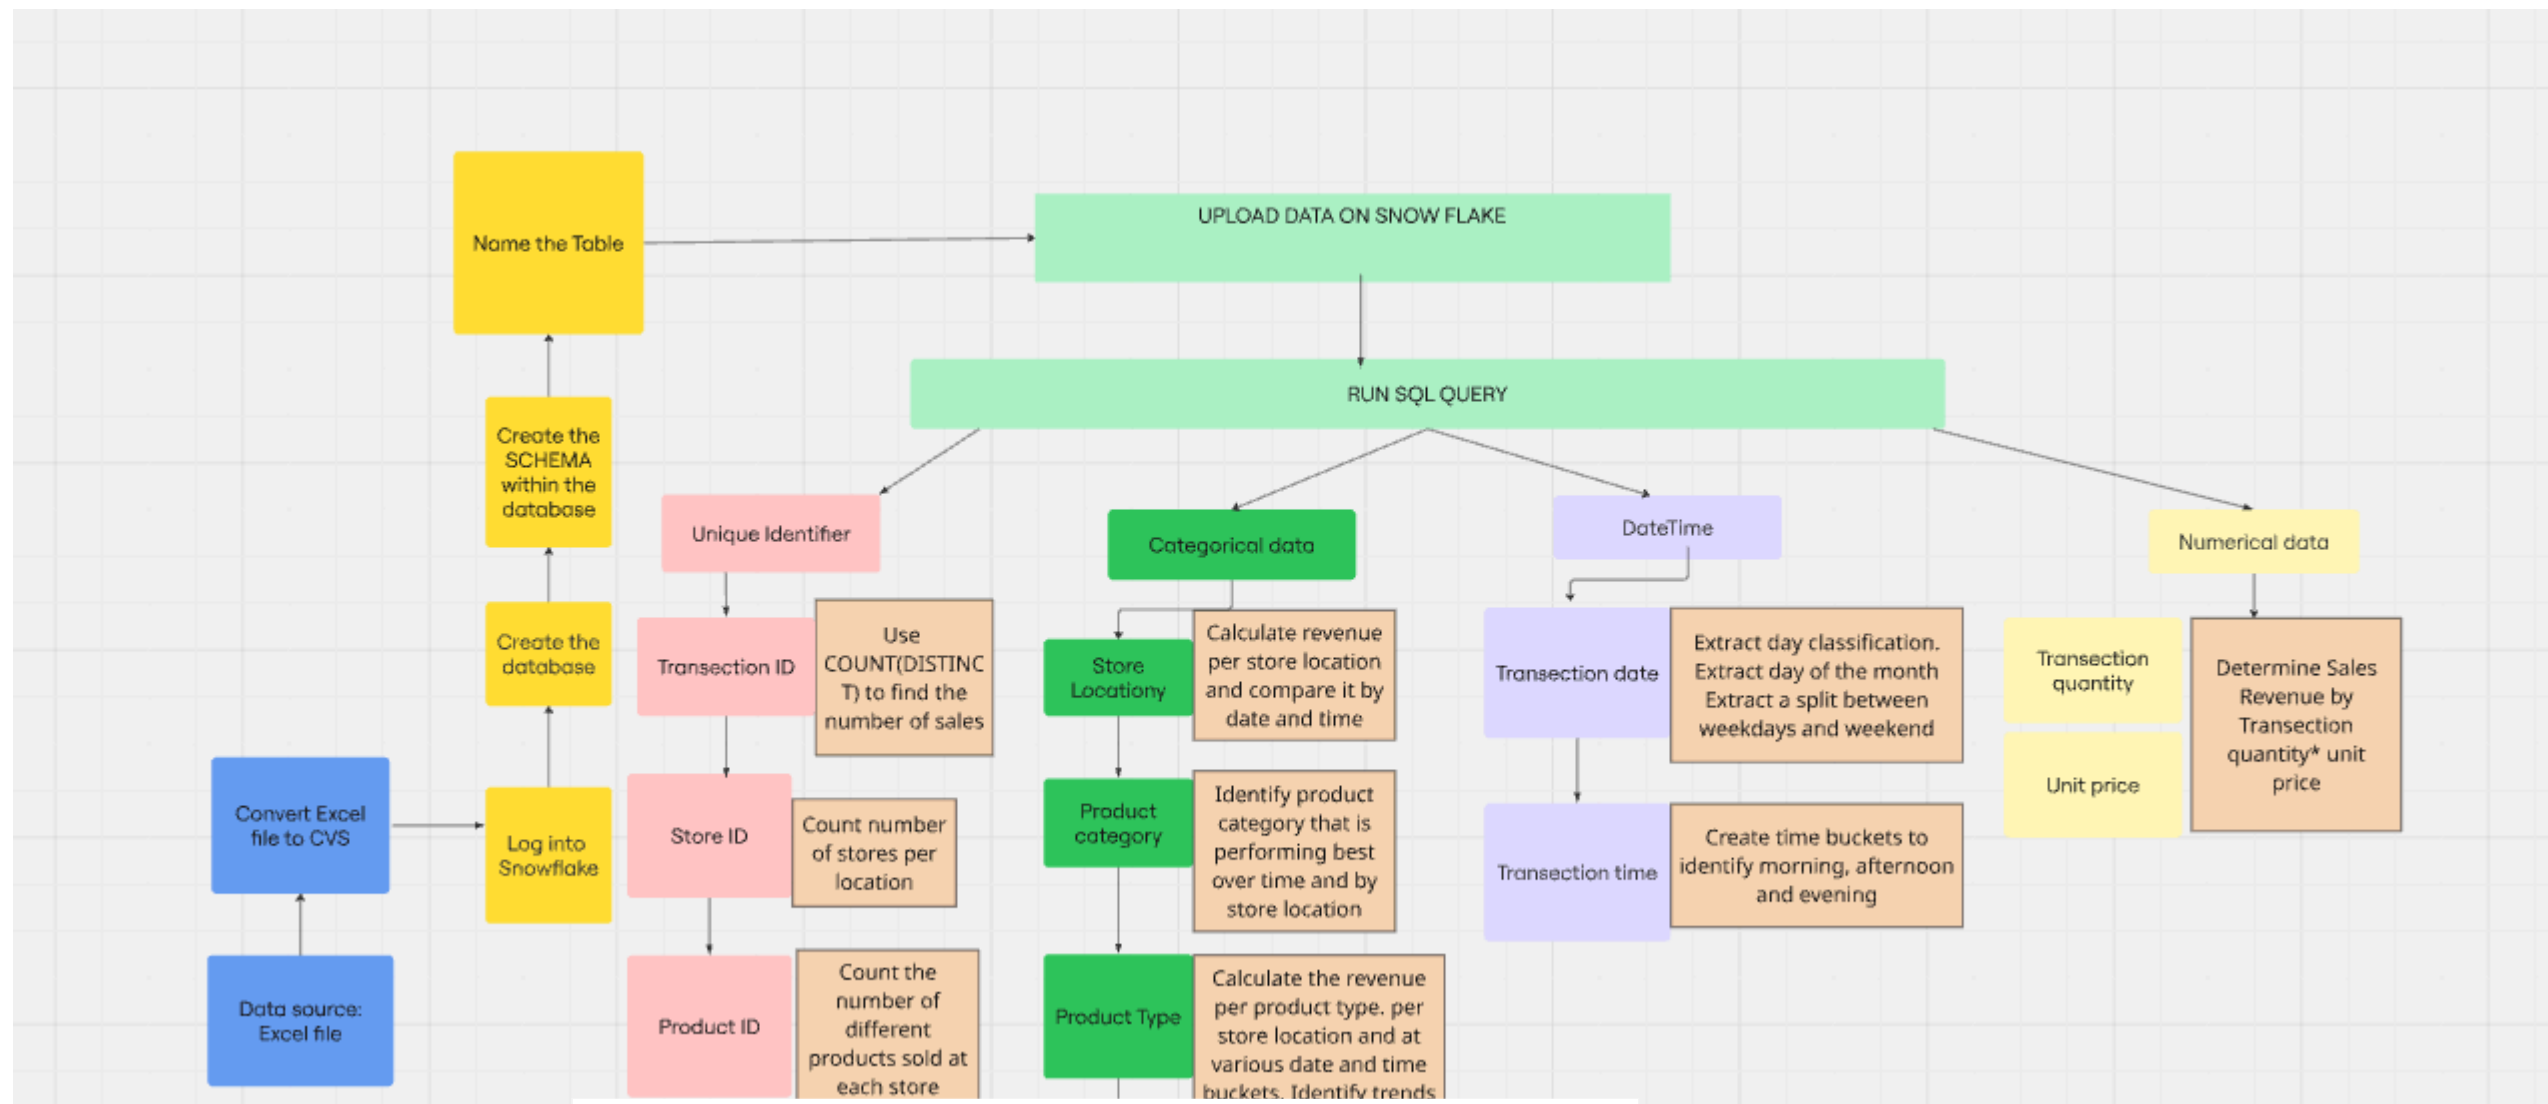 Name the Table
UPLOAD DATA ON SNOW FLAKE
RUN SQL QUERY
Create the
SCHEMA
within the
database
Create the
database
Log into
Snowflake
Convert Excel
file to CVS
Data source:
Excel file
Unique Identifier
Transection ID
Use
COUNT(DISTINC
T) to find the
number of sales
Store ID
Count number
of stores per
location
Product ID
Count the
number of
different
products sold at
each store
Categorical data
Store
Locationy
Calculate revenue
per store location
and compare it by
date and time
Product
category
Identify product
category that is
performing best
over time and by
store location
Product Type
Calculate the revenue
per product type. per
store location and at
various date and time
buckets. Identify trends
DateTime
Transection date
Extract day classification.
Extract day of the month
Extract a split between
weekdays and weekend
Transection time
Create time buckets to
identify morning, afternoon
and evening
Numerical data
Transection
quantity
Unit price
Determine Sales
Revenue by
Transection
quantity* unit
price